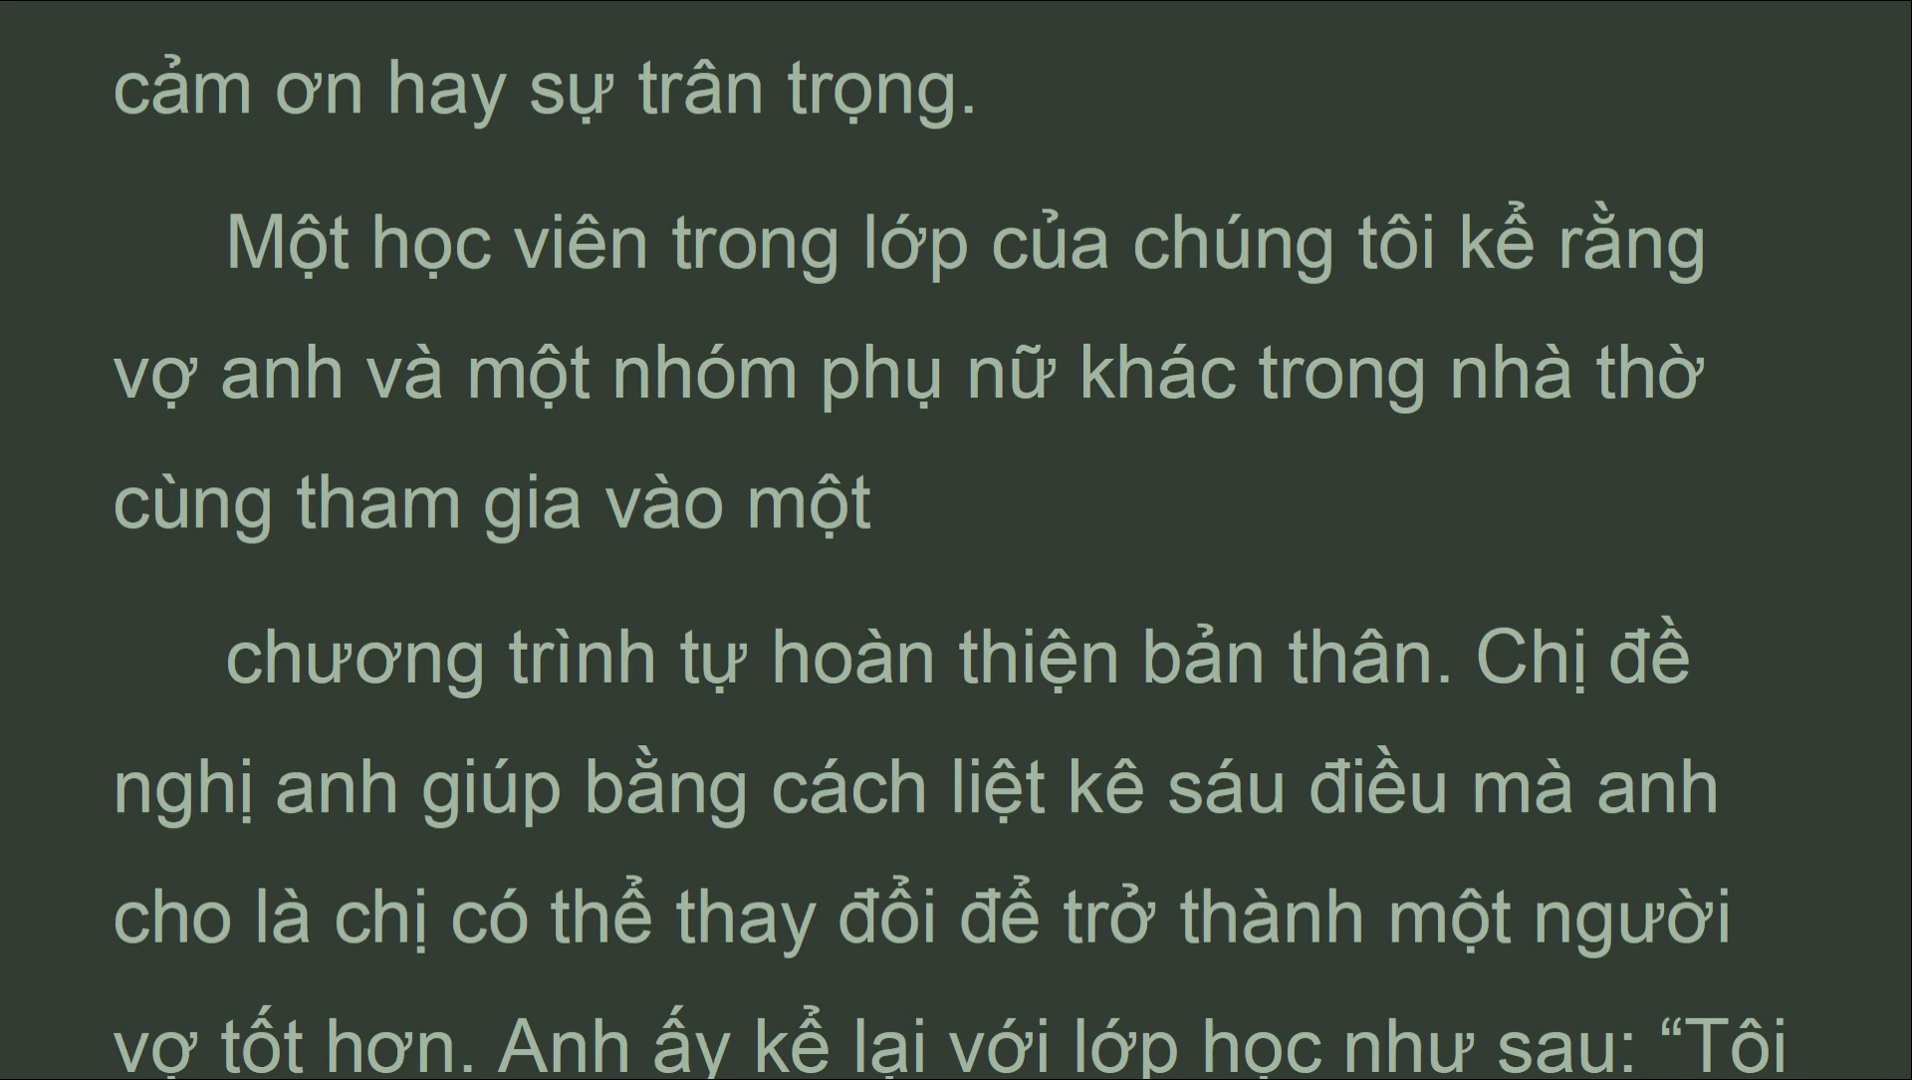 cảm ơn hay sự trân trọng.
Một học viên trong lớp của chúng tôi kể rằng
vợ anh và một nhóm phụ nữ khác trong nhà thờ
cùng tham gia vào một
chương trình tự hoàn thiện bản thân. Chị đề
nghị anh giúp bằng cách liệt kê sáu điều mà anh
cho là chị có thể thay đổi để trở thành một người
vợ tốt hơn. Anh ấy kể lại với lớp học như sau: “Tôi